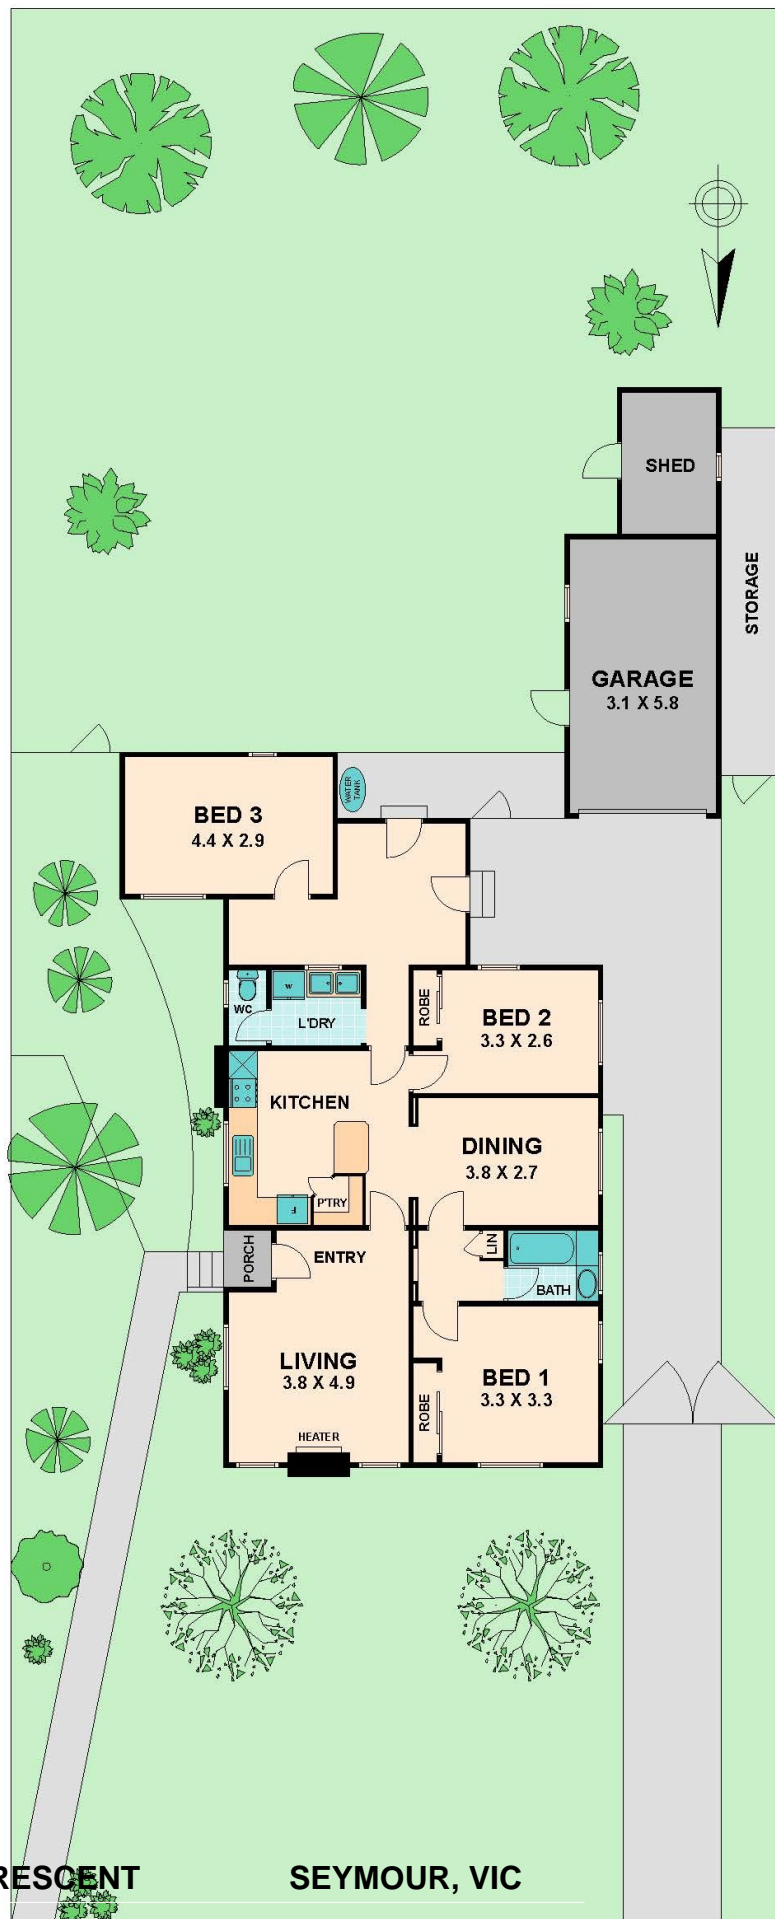 SHED
STORAGE
GARAGE
3.1 X 5.8
WATER
TANK
BED 3
4.4 X 2.9
W
WC
L'DRY
ROBE
BED 2
3.3 X 2.6
KITCHEN
DINING
3.8 X 2.7
P'TRY
F
PORCH
ENTRY
LIN
BATH
LIVING
3.8 X 4.9
BED 1
3.3 X 3.3
ROBE
HEATER
RESCENT SEYMOUR, VIC